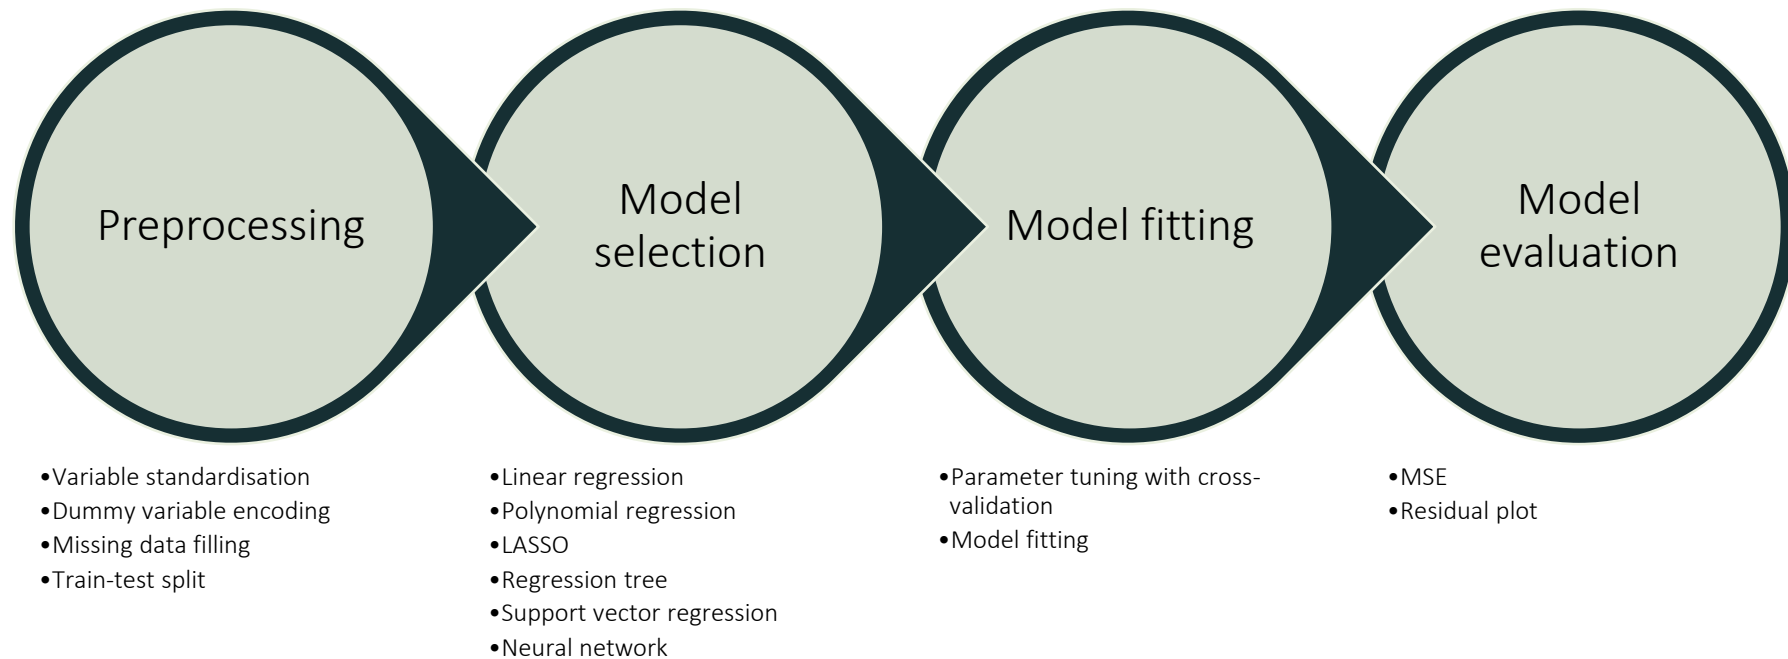 Preprocessing
•Variable standardisation
•Dummy variable encoding
•Missing data filling
•Train-test split
Model
selection
•Linear regression
•Polynomial regression
•LASSO
•Regression tree
•Support vector regression
•Neural network
Model fitting
•Parameter tuning with cross-
validation
•Model fitting
Model
evaluation
•MSE
•Residual plot